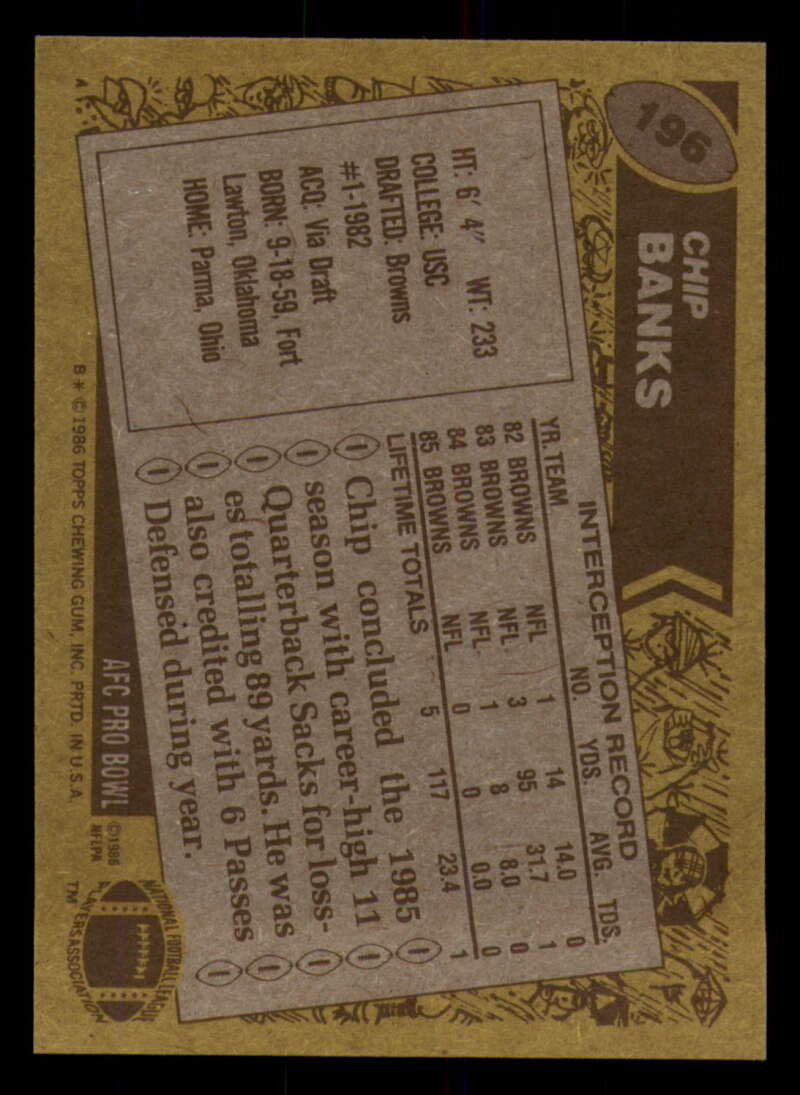 196
CHIP
BANKS
HT: 6' 4" WT: 233
COLLEGE: USC
DRAFTED: Browns
#1-1982
ACQ: Via Draft
BORN: 9-18-59, Fort
Lawton, Oklahoma
HOME: Parma, Ohio
INTERCEPTION RECORD
YR. TEAM NO. YDS. AVG. TDS.
82 BROWNS NFL 1 14 14.0 0
83 BROWNS NFL 3 95 31.7 1
84 BROWNS NFL 1 8 8.0 0
85 BROWNS NFL 0 0 0.0 0
LIFETIME TOTALS 5 117 23.4 1
Chip concluded the 1985
season with career-high 11
Quarterback Sacks for loss-
es totalling 89 yards. He was
also credited with 6 Passes
Defensed during year.
AFC PRO BOWL
©1986
NFLPA
NATIONAL FOOTBALL LEAGUE
PLAYERS ASSOCIATION
TM
A
B * ©1986 TOPPS CHEWING GUM, INC. PRTD. IN U.S.A.